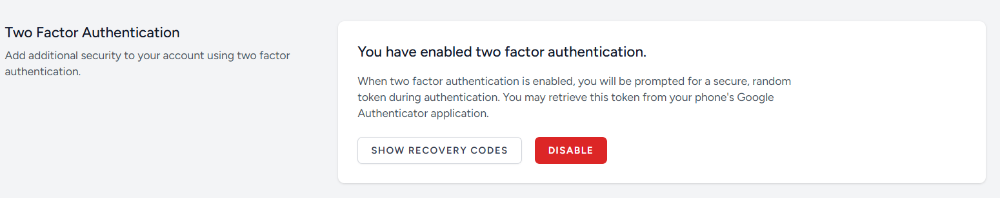 Two Factor Authentication
Add additional security to your account using two factor
authentication.
You have enabled two factor authentication.
When two factor authentication is enabled, you will be prompted for a secure, random
token during authentication. You may retrieve this token from your phone's Google
Authenticator application.
SHOW RECOVERY CODES
DISABLE